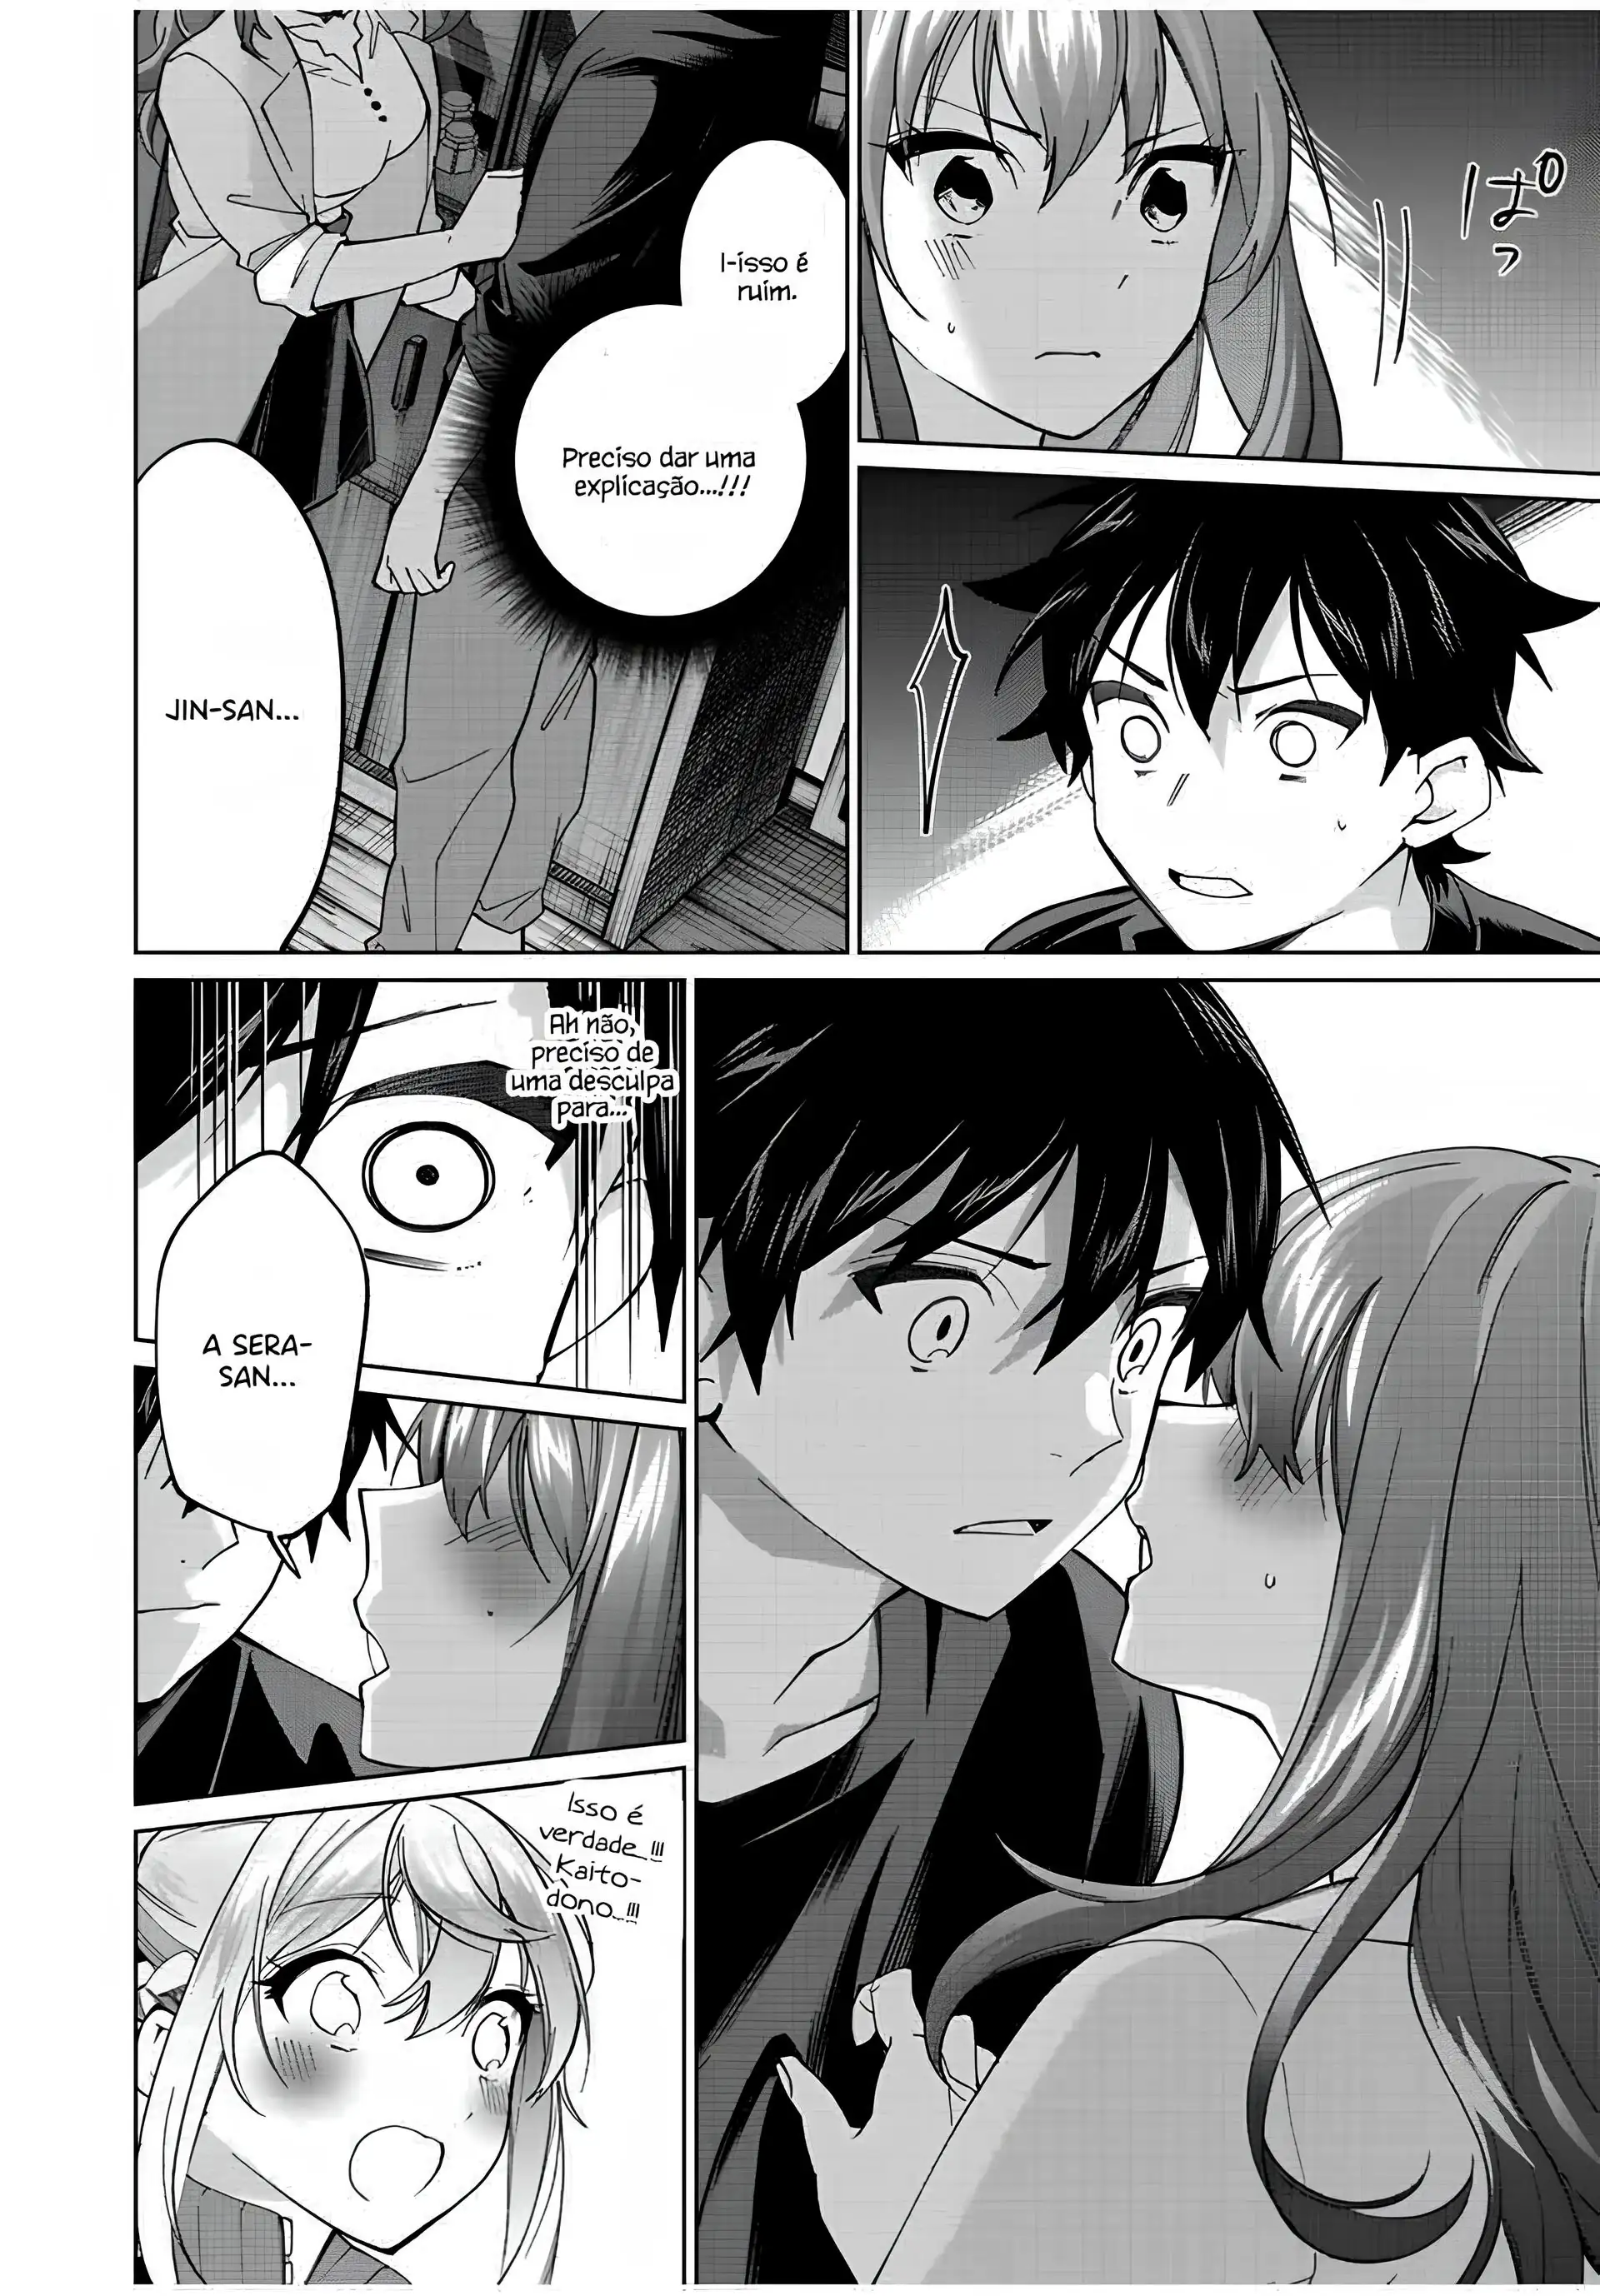 ぱっ
I-isso é
ruim.
Preciso dar uma
explicação...!!!
JIN-SAN...
Ah não,
preciso de
uma desculpa
para...
A SERA-
SAN...
Isso é
verdade...!!!
Kaito-
dono...!!!